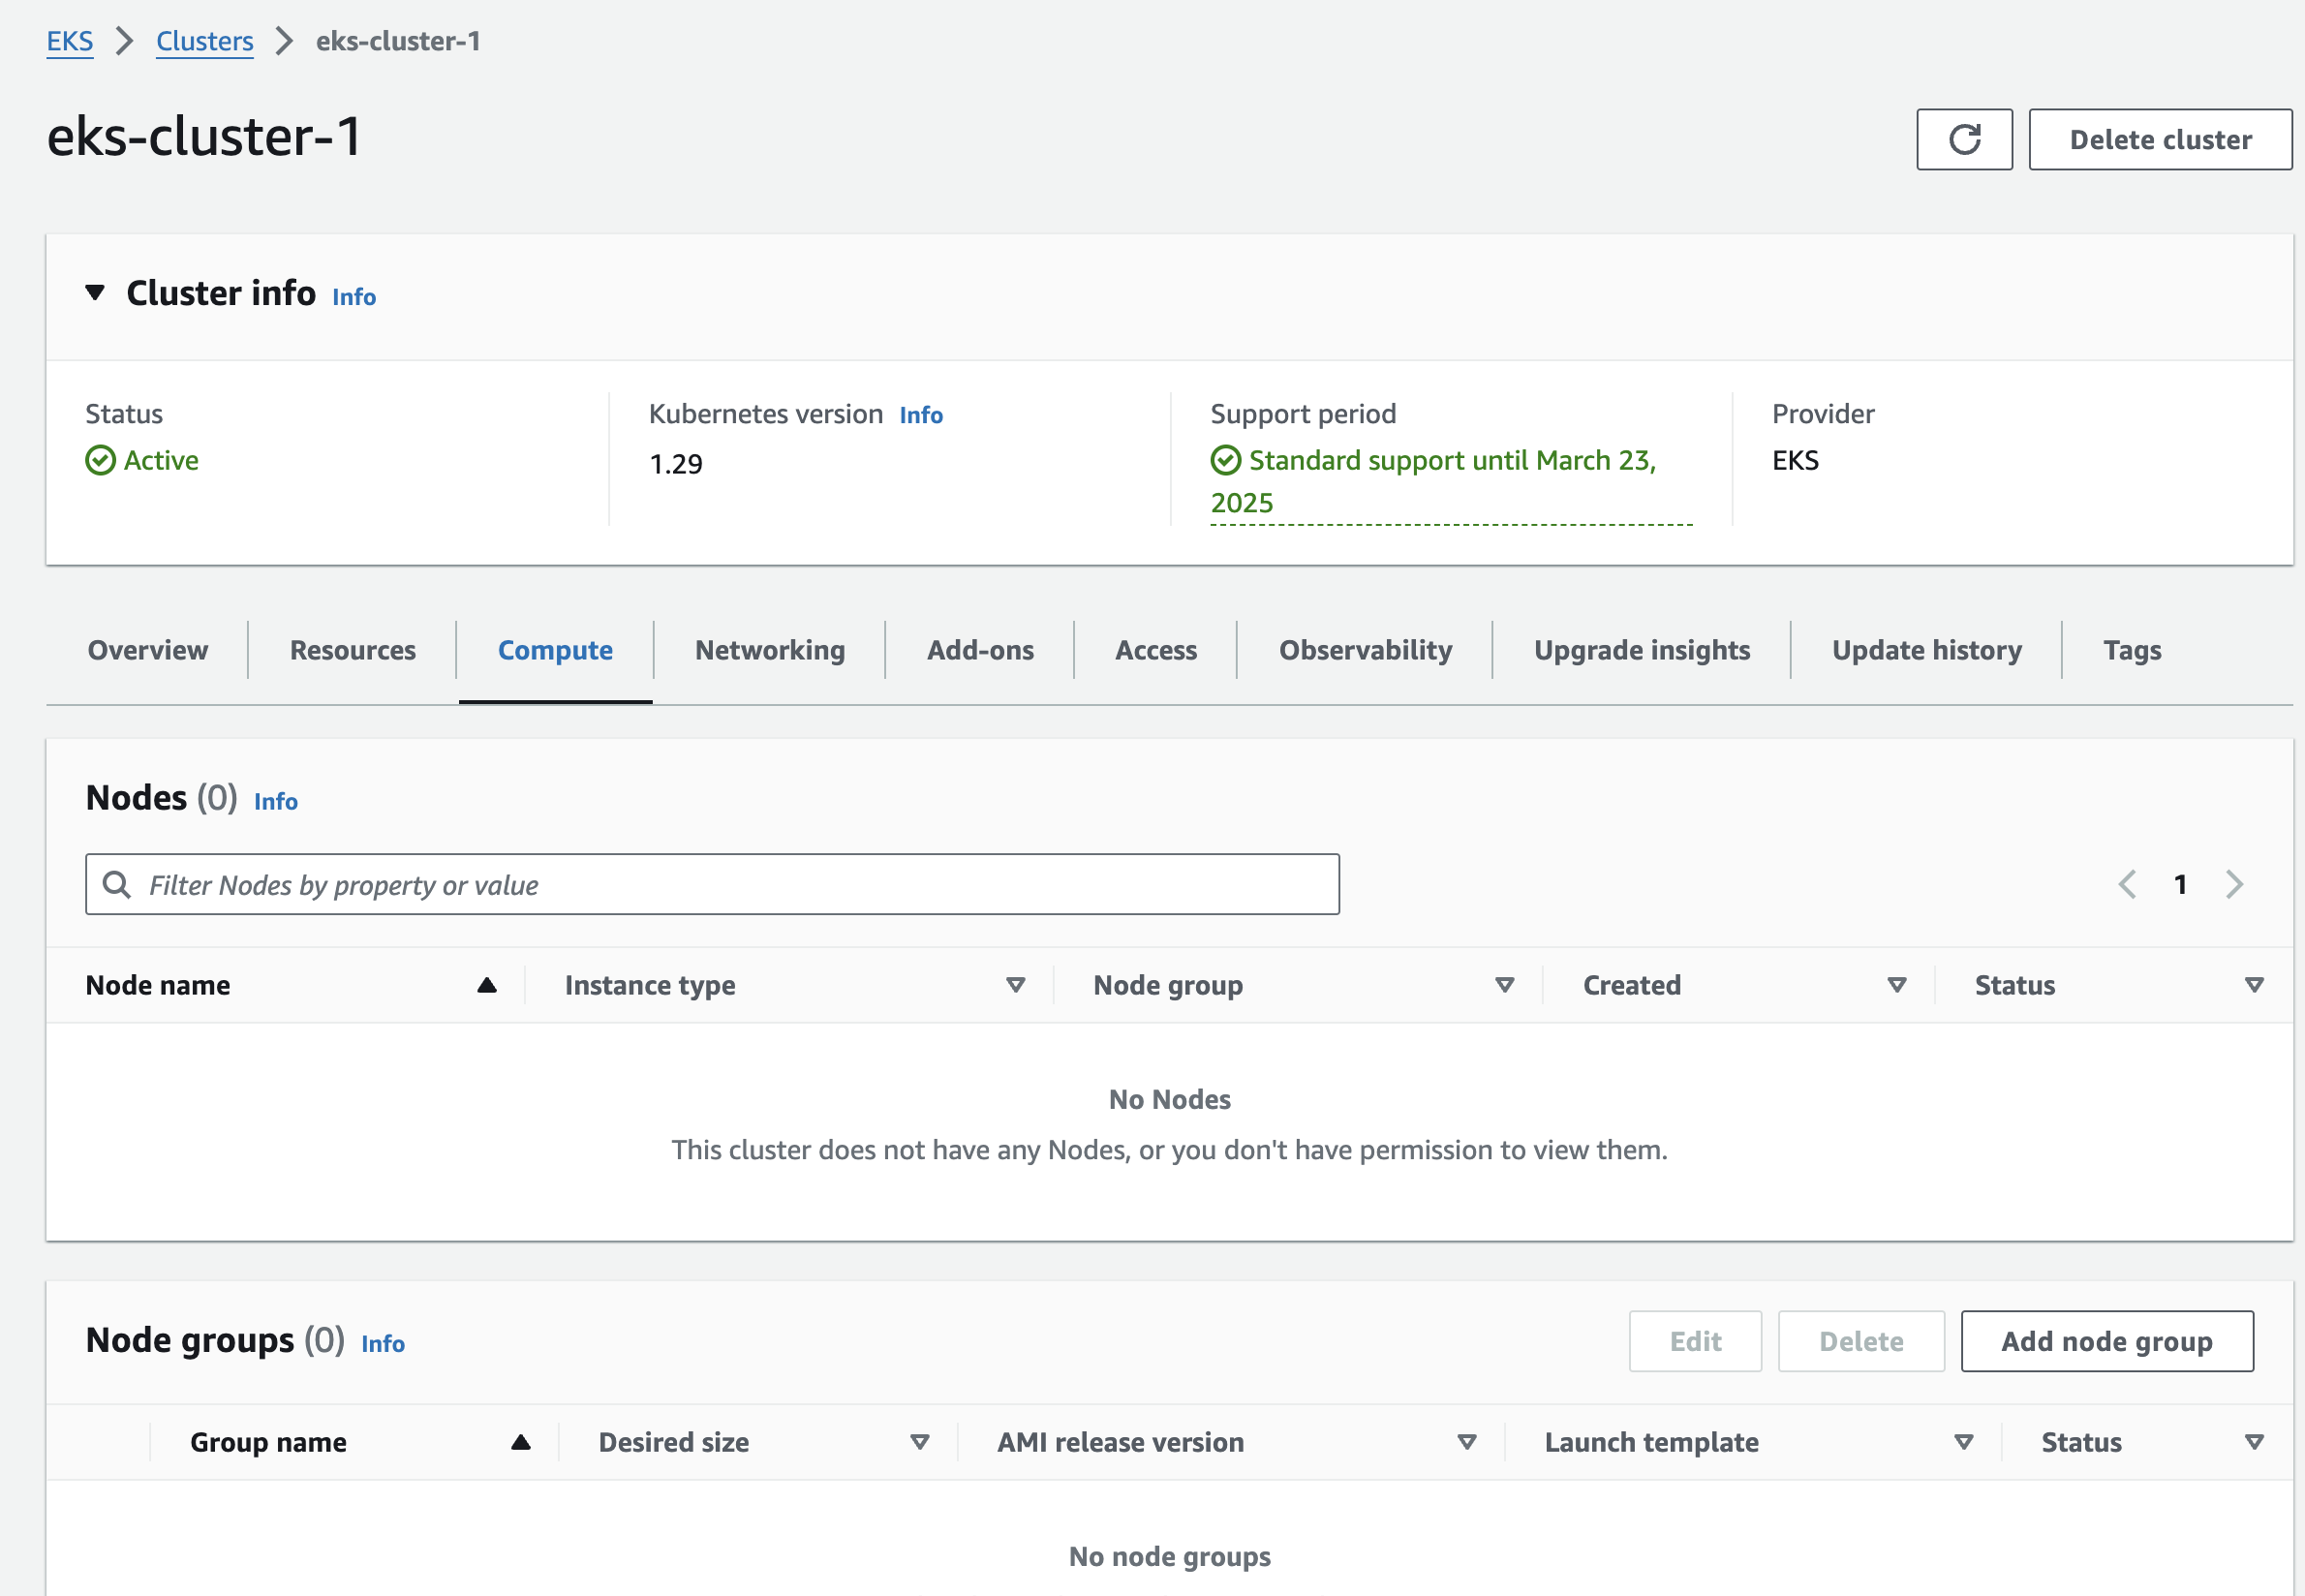 EKS > Clusters > eks-cluster-1
eks-cluster-1
Delete cluster
Cluster info Info
Status
Active
Kubernetes version Info
1.29
Support period
Standard support until March 23,
2025
Provider
EKS
Overview
Resources
Compute
Networking
Add-ons
Access
Observability
Upgrade insights
Update history
Tags
Nodes (0) Info
Filter Nodes by property or value
1
Node name
Instance type
Node group
Created
Status
No Nodes
This cluster does not have any Nodes, or you don't have permission to view them.
Node groups (0) Info
Edit
Delete
Add node group
Group name
Desired size
AMI release version
Launch template
Status
No node groups